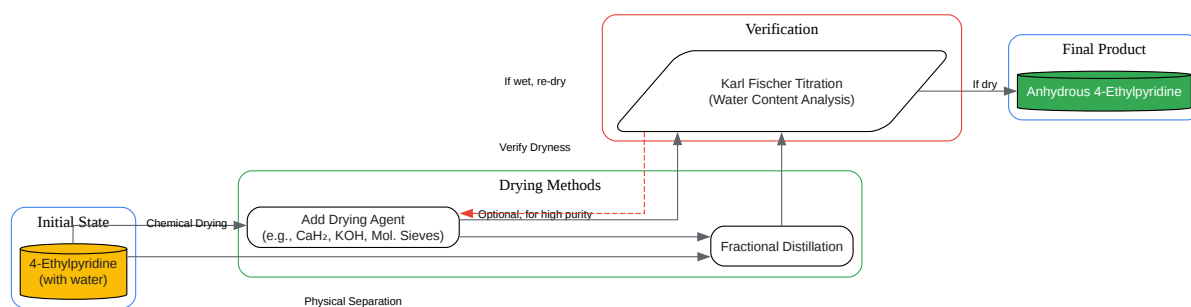 Verification
Final Product
Karl Fischer Titration
(Water Content Analysis)
If wet, re-dry
If dry
Anhydrous 4-Ethylpyridine
Verify Dryness
Drying Methods
Initial State
Chemical Drying
Add Drying Agent
(e.g., CaH₂, KOH, Mol. Sieves)
Optional, for high purity
Fractional Distillation
4-Ethylpyridine
(with water)
Physical Separation